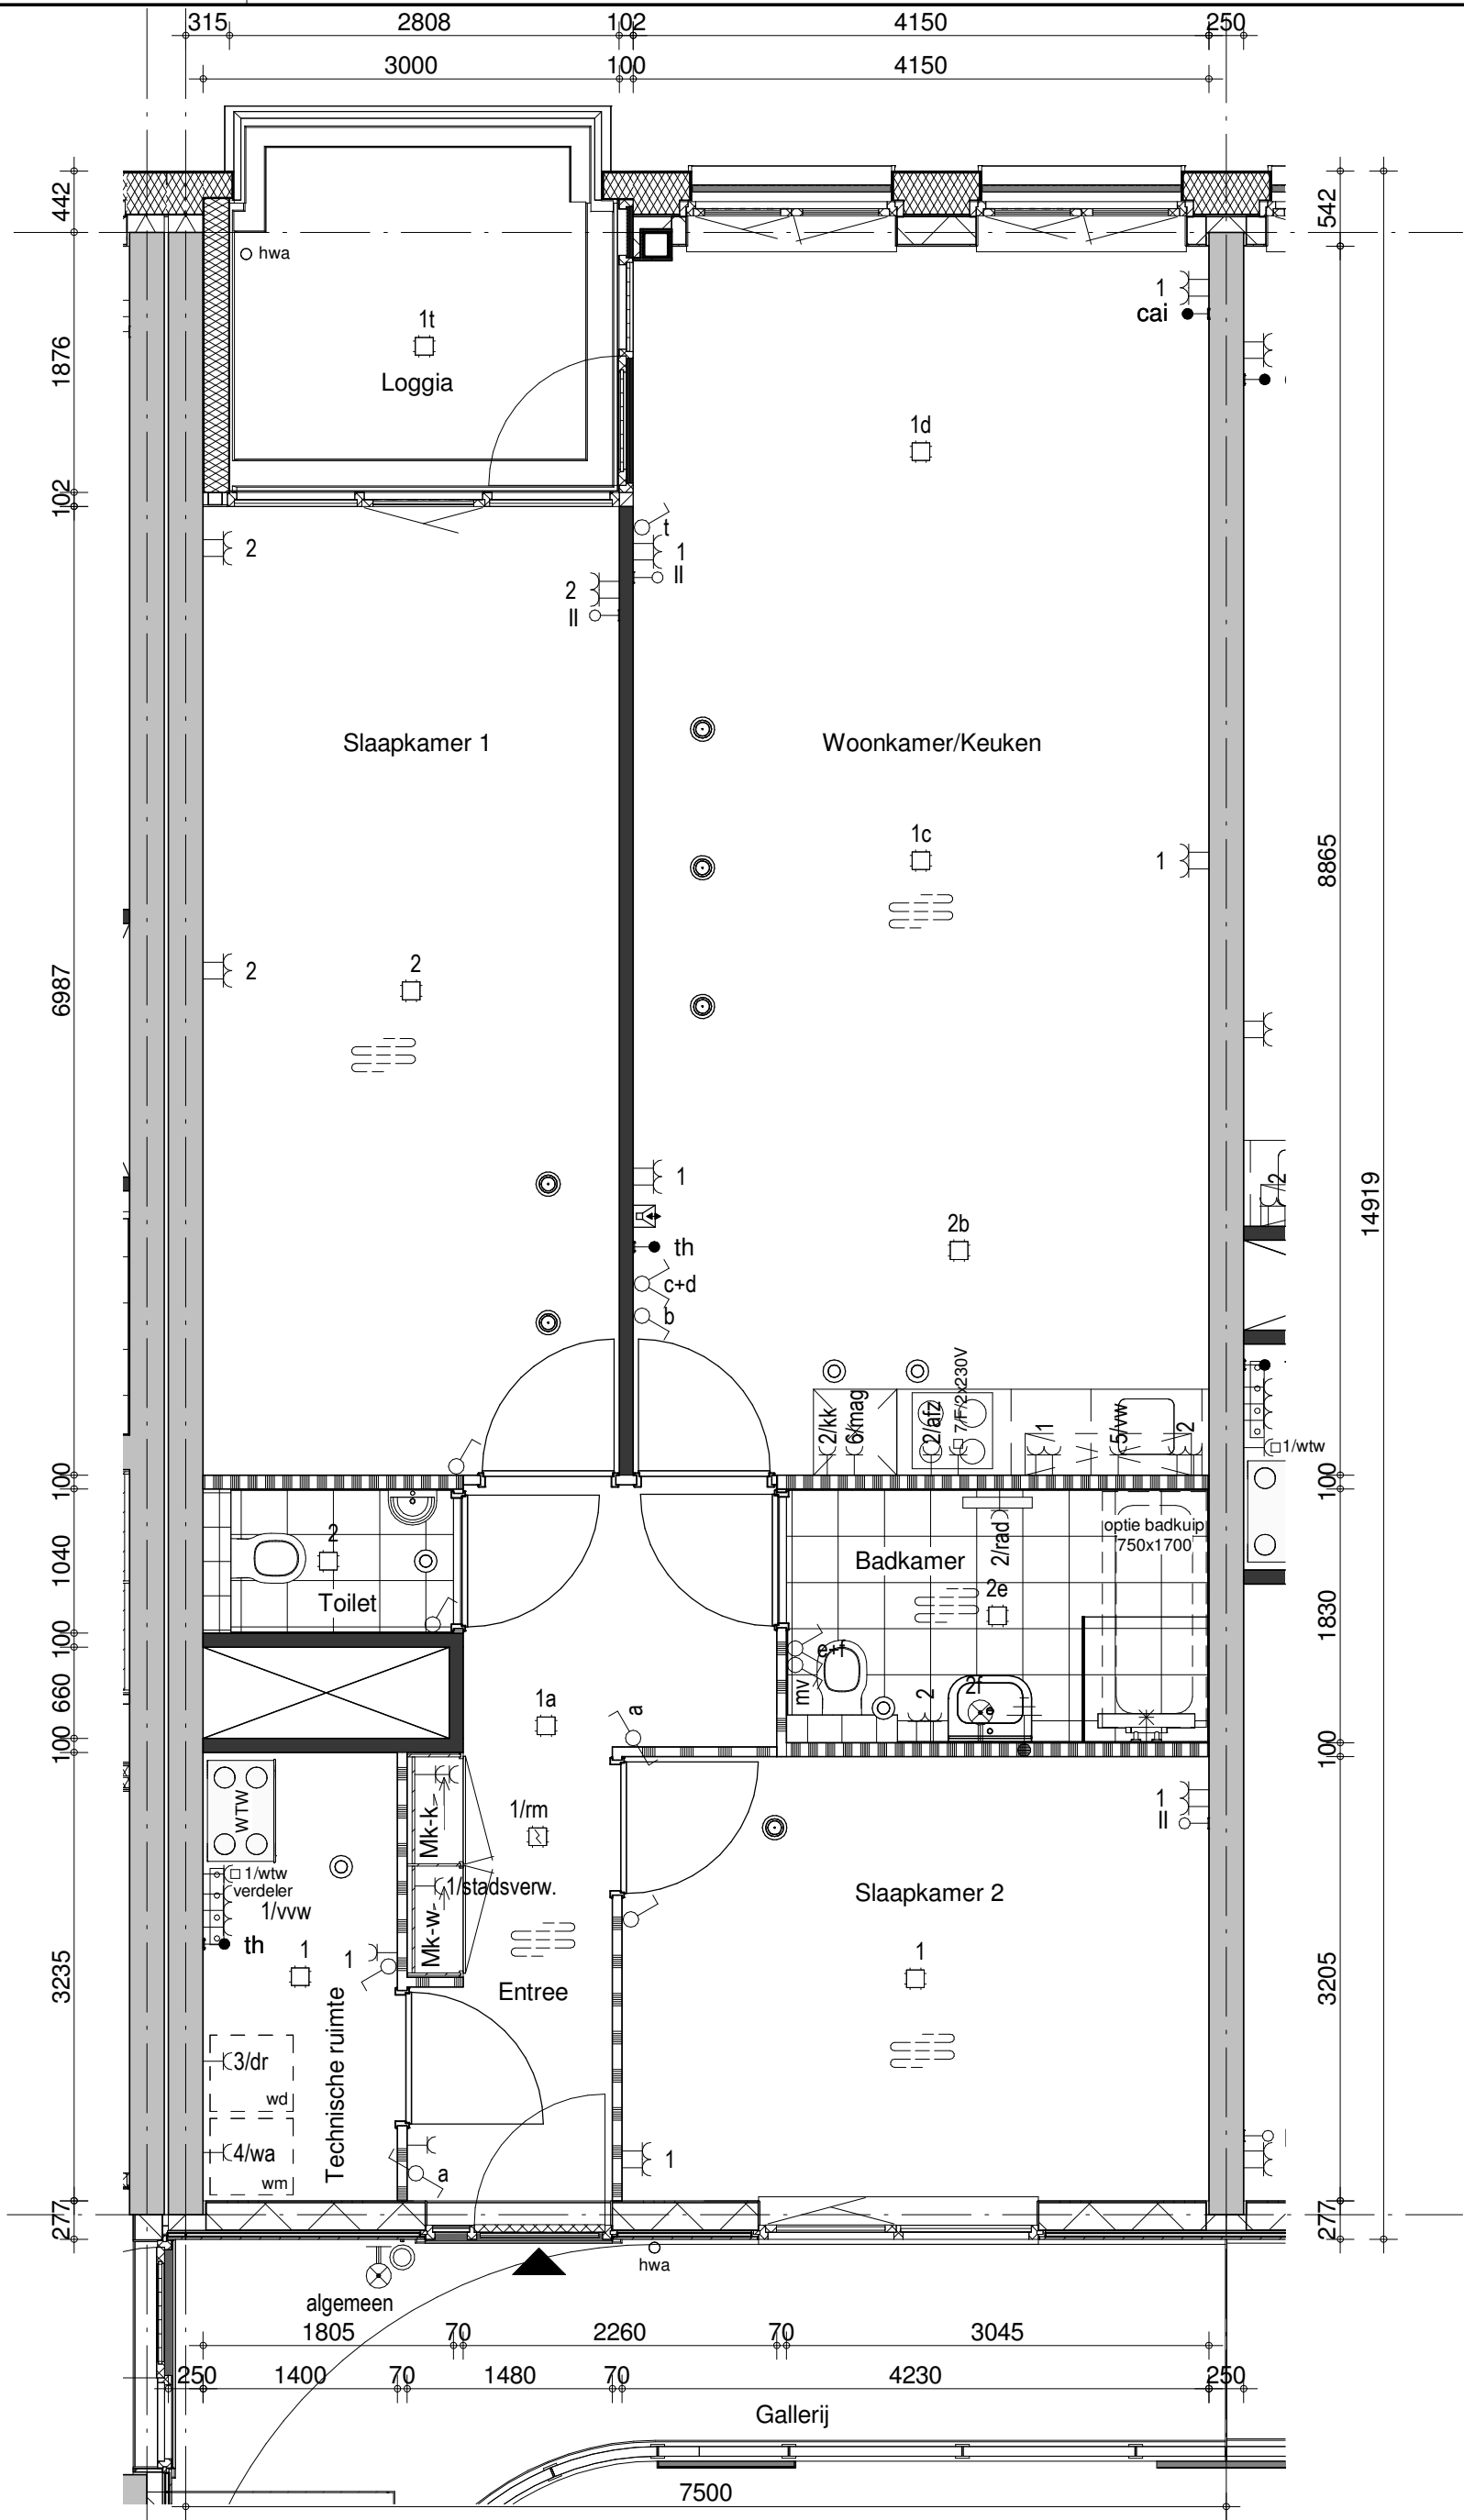 315 2808 102 4150 250
3000 100 4150
442
542
hwa
1
cai
1t
1876
Loggia
1d
102
t
2
1
ll
2
ll
Slaapkamer 1
Woonkamer/Keuken
1c
1
8865
2
2
6987
1
14919
2
2b
th
c+d
b
2/kk
6/mag
2/afz
7/F/2x230V
1
5/vw
2
1/wtw
100
100
optie badkuip
750x1700
2
2/rad
Badkamer
1040
Toilet
2e
1830
100
e+f
mv
660
2
2f
1a
a
100
100
WTW
Mk-k
1/rm
1
ll
1/wtw
verdeler
1/vvw
1/stadsverw.
Slaapkamer 2
Mk-w
th
1
1
1
3235
3205
Entree
Technische ruimte
3/dr
wd
4/wa
wm
a
1
277
277
hwa
algemeen
1805 70 2260 70 3045
250 1400 70 1480 70 4230 250
Gallerij
7500